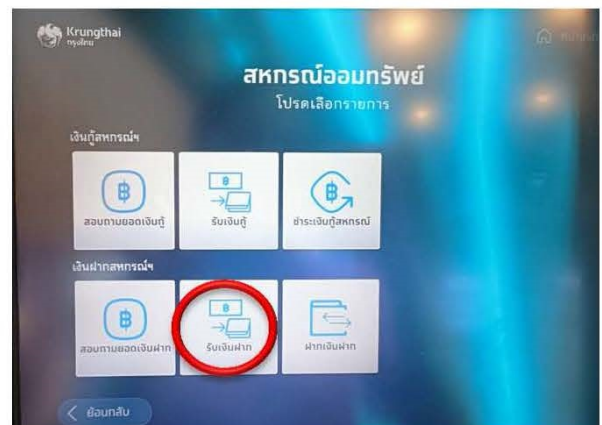 Krungthai
กรุงไทย
สหกรณ์ออมทรัพย์
โปรดเลือกรายการ
เงินกู้สหกรณ์ฯ
สอบถามยอดเงินกู้
รับเงินกู้
ชำระเงินกู้สหกรณ์
เงินฝากสหกรณ์ฯ
สอบถามยอดเงินฝาก
รับเงินฝาก
ฝากเงินฝาก
< ย้อนกลับ